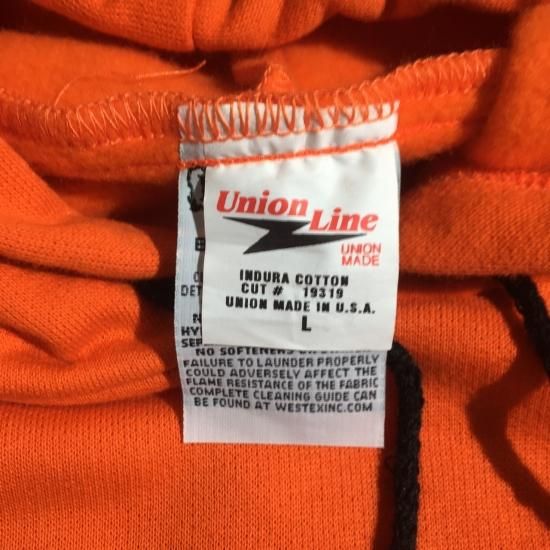 Union Line
UNION
MADE
INDURA COTTON
CUT # 19319
UNION MADE IN U.S.A.
L
NO SOFTENERS
FAILURE TO LAUNDER PROPERLY
COULD ADVERSELY AFFECT THE
FLAME RESISTANCE OF THE FABRIC
COMPLETE CLEANING GUIDE CAN
BE FOUND AT WESTEXINC.COM